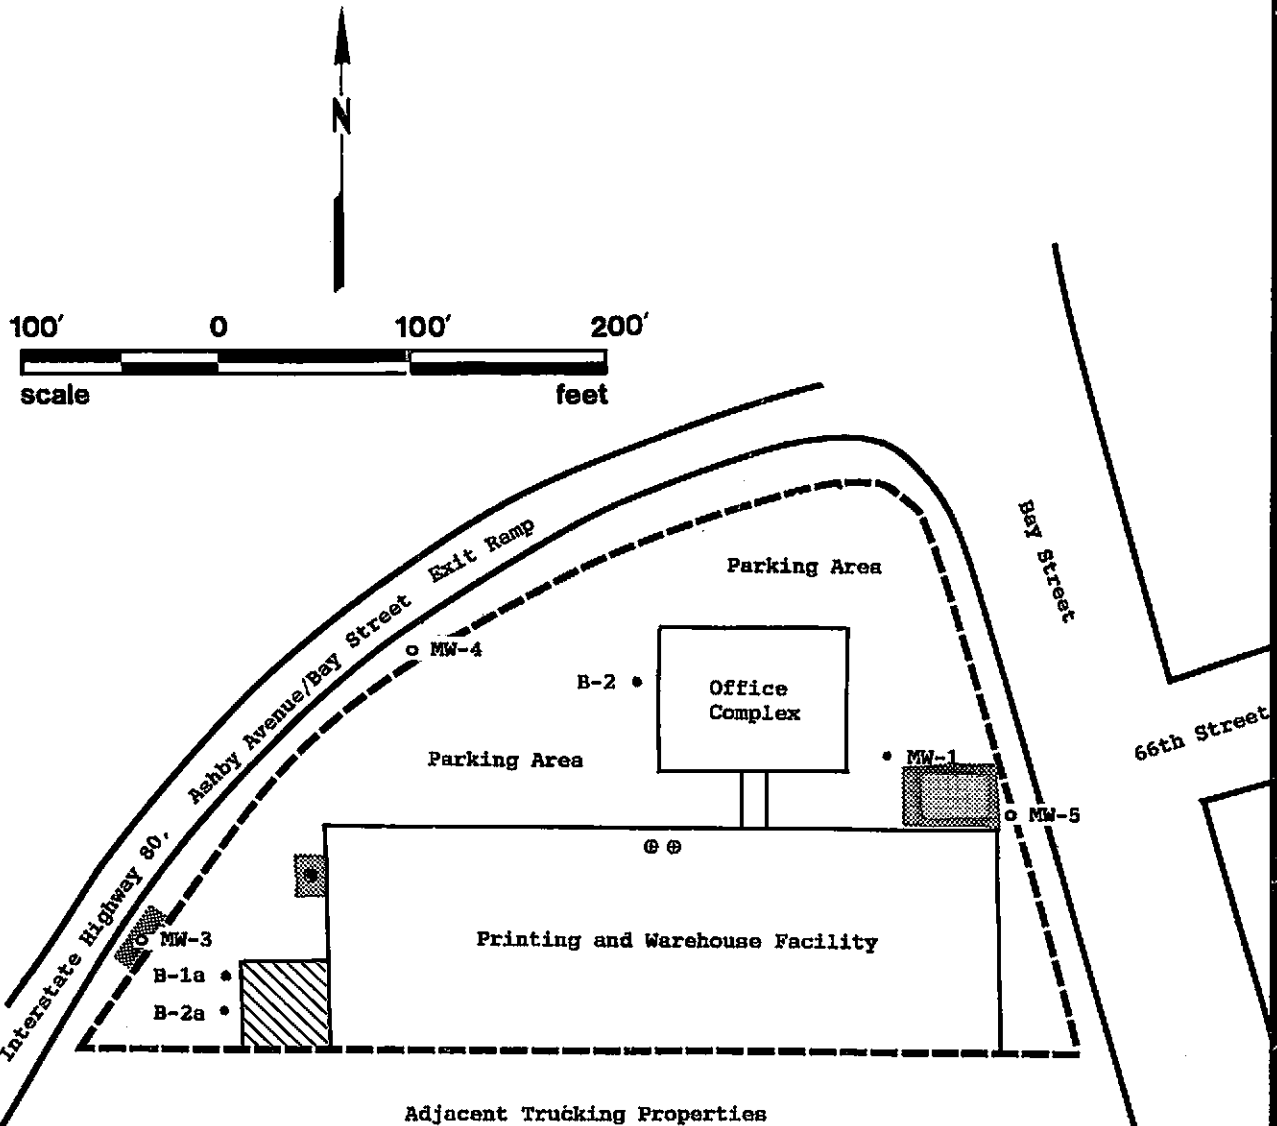 N
100' 0 100' 200'
scale feet
Bay Street
Interstate Highway 80, Ashby Avenue/Bay Street Exit Ramp
Parking Area
MW-4
B-2
Office
Complex
66th Street
Parking Area
MW-1
MW-5
MW-3
Printing and Warehouse Facility
B-1a
B-2a
Adjacent Trucking Properties